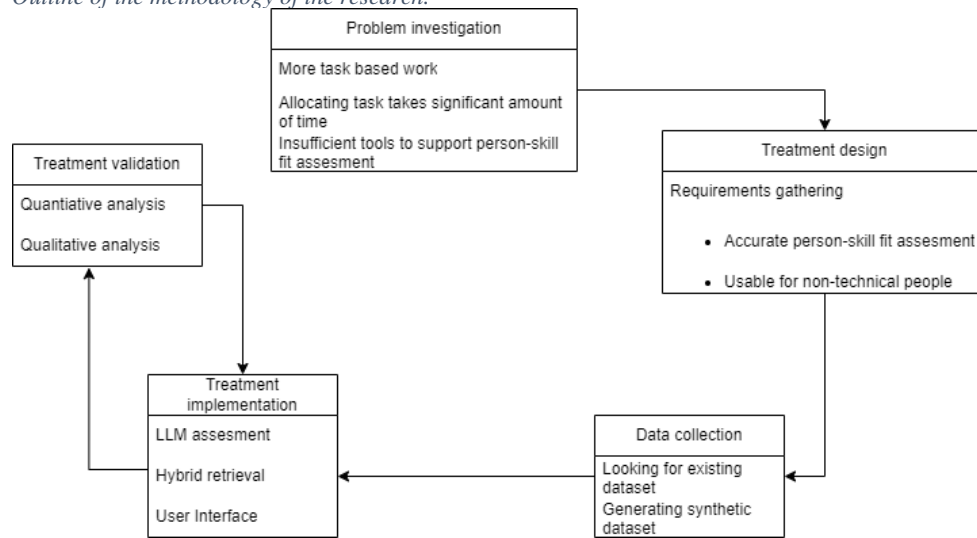 Outline of the methodology of the research.
Problem investigation
More task based work
Allocating task takes significant amount
of time
Insufficient tools to support person-skill
fit assesment
Treatment design
Requirements gathering
• Accurate person-skill fit assesment
• Usable for non-technical people
Data collection
Looking for existing
dataset
Generating synthetic
dataset
Treatment
implementation
LLM assesment
Hybrid retrieval
User Interface
Treatment validation
Quantiative analysis
Qualitative analysis